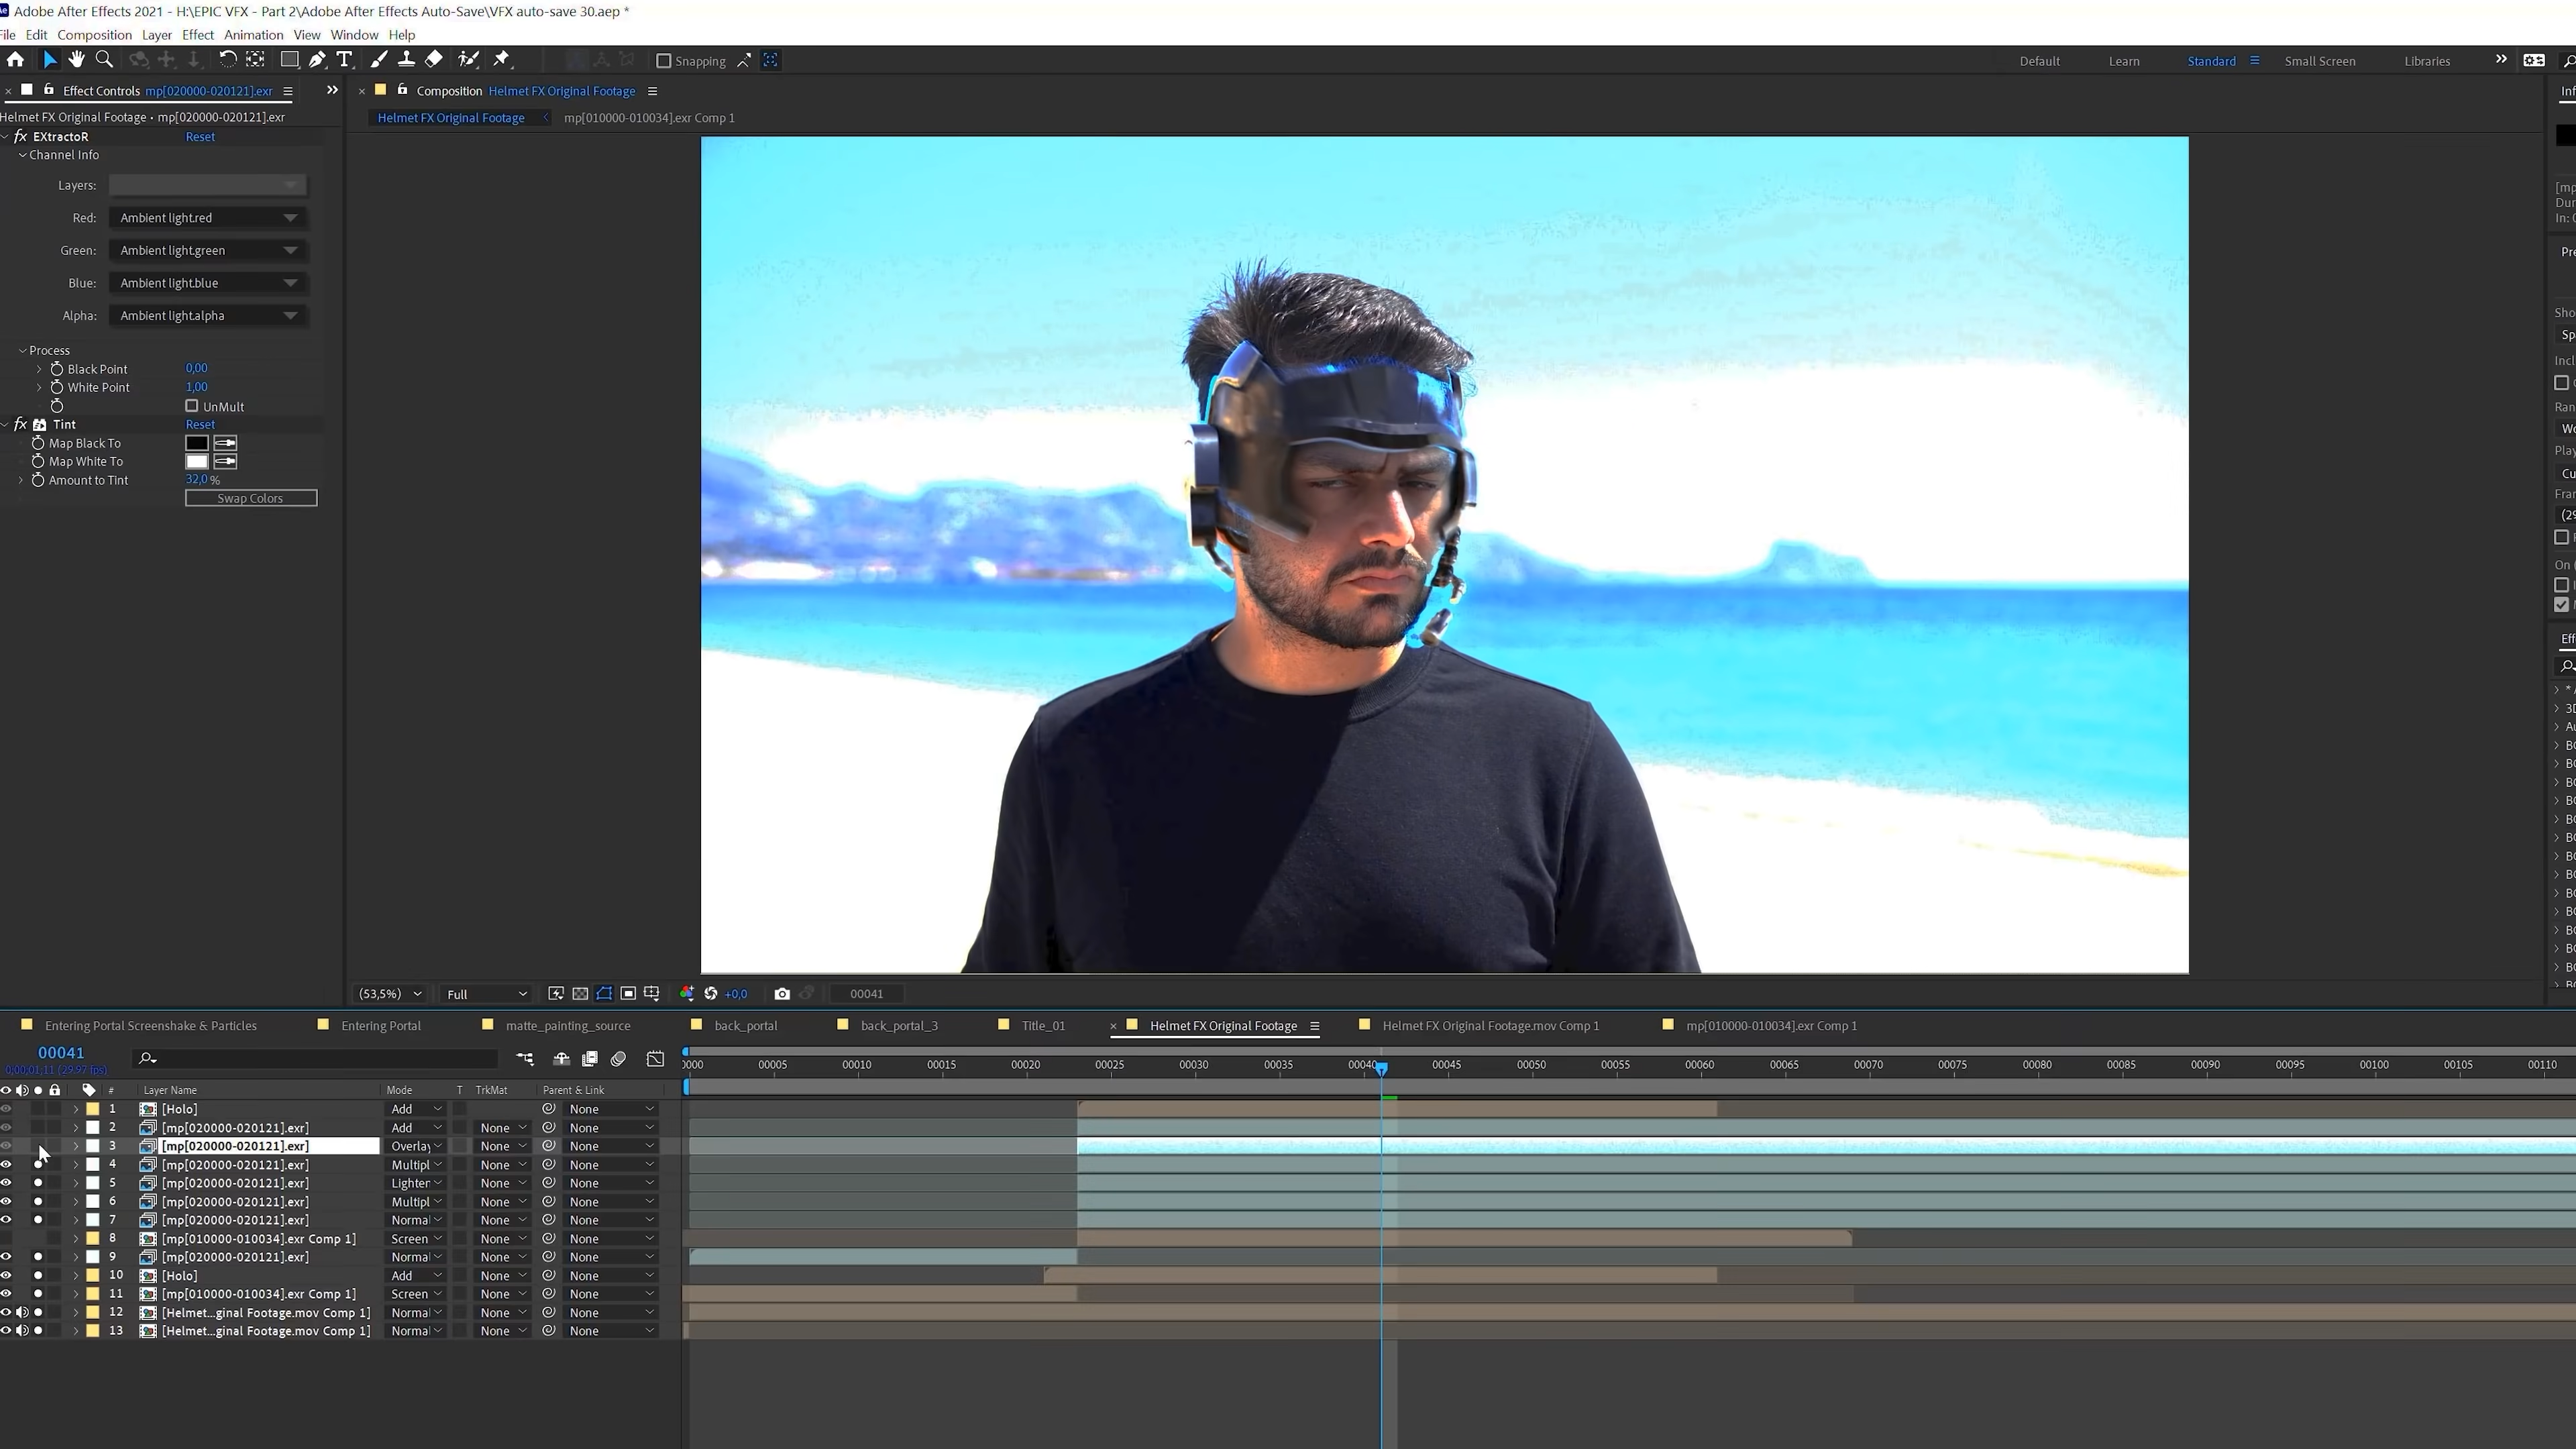 Adobe After Effects 2021 - H:\EPIC VFX - Part 2\Adobe After Effects Auto-Save\VFX auto-save 30.aep *
File Edit Composition Layer Effect Animation View Window Help
Snapping Default Learn Standard Small Screen Libraries
Effect Controls mp[020000-020121].exr
Composition Helmet FX Original Footage
Helmet FX Original Footage • mp[020000-020121].exr
Helmet FX Original Footage mp[010000-010034].exr Comp 1
fx EXtractoR Reset
Channel Info
Layers:
Red: Ambient light.red
Green: Ambient light.green
Blue: Ambient light.blue
Alpha: Ambient light.alpha
Process
Black Point 0,00
White Point 1,00
UnMult
fx Tint Reset
Map Black To
Map White To
Amount to Tint 32,0 %
Swap Colors
(53,5%) Full +0,0 00041
Entering Portal Screenshake & Particles Entering Portal matte_painting_source back_portal back_portal_3 Title_01 Helmet FX Original Footage Helmet FX Original Footage.mov Comp 1 mp[010000-010034].exr Comp 1
00041
0;00;01;11 (29.97 fps)
0000 00005 00010 00015 00020 00025 00030 00035 00040 00045 00050 00055 00060 00065 00070 00075 00080 00085 00090 00095 00100 00105 00110
# Layer Name Mode T TrkMat Parent & Link
1 [Holo] Add None
2 [mp[020000-020121].exr] Add None None
3 [mp[020000-020121].exr] Overlay None None
4 [mp[020000-020121].exr] Multipl None None
5 [mp[020000-020121].exr] Lighten None None
6 [mp[020000-020121].exr] Multipl None None
7 [mp[020000-020121].exr] Normal None None
8 [mp[010000-010034].exr Comp 1] Screen None None
9 [mp[020000-020121].exr] Normal None None
10 [Holo] Add None None
11 [mp[010000-010034].exr Comp 1] Screen None None
12 [Helmet...ginal Footage.mov Comp 1] Normal None None
13 [Helmet...ginal Footage.mov Comp 1] Normal None None